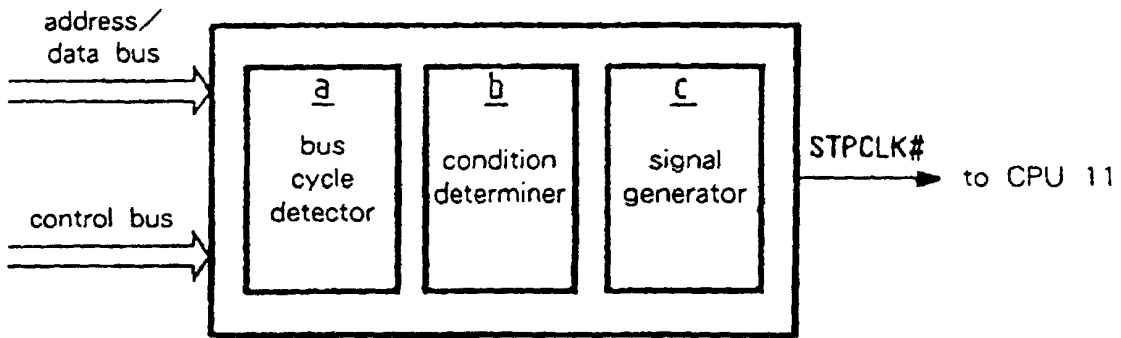 address/
data bus
control bus
a
bus
cycle
detector
b
condition
determiner
c
signal
generator
STPCLK#
to CPU 11